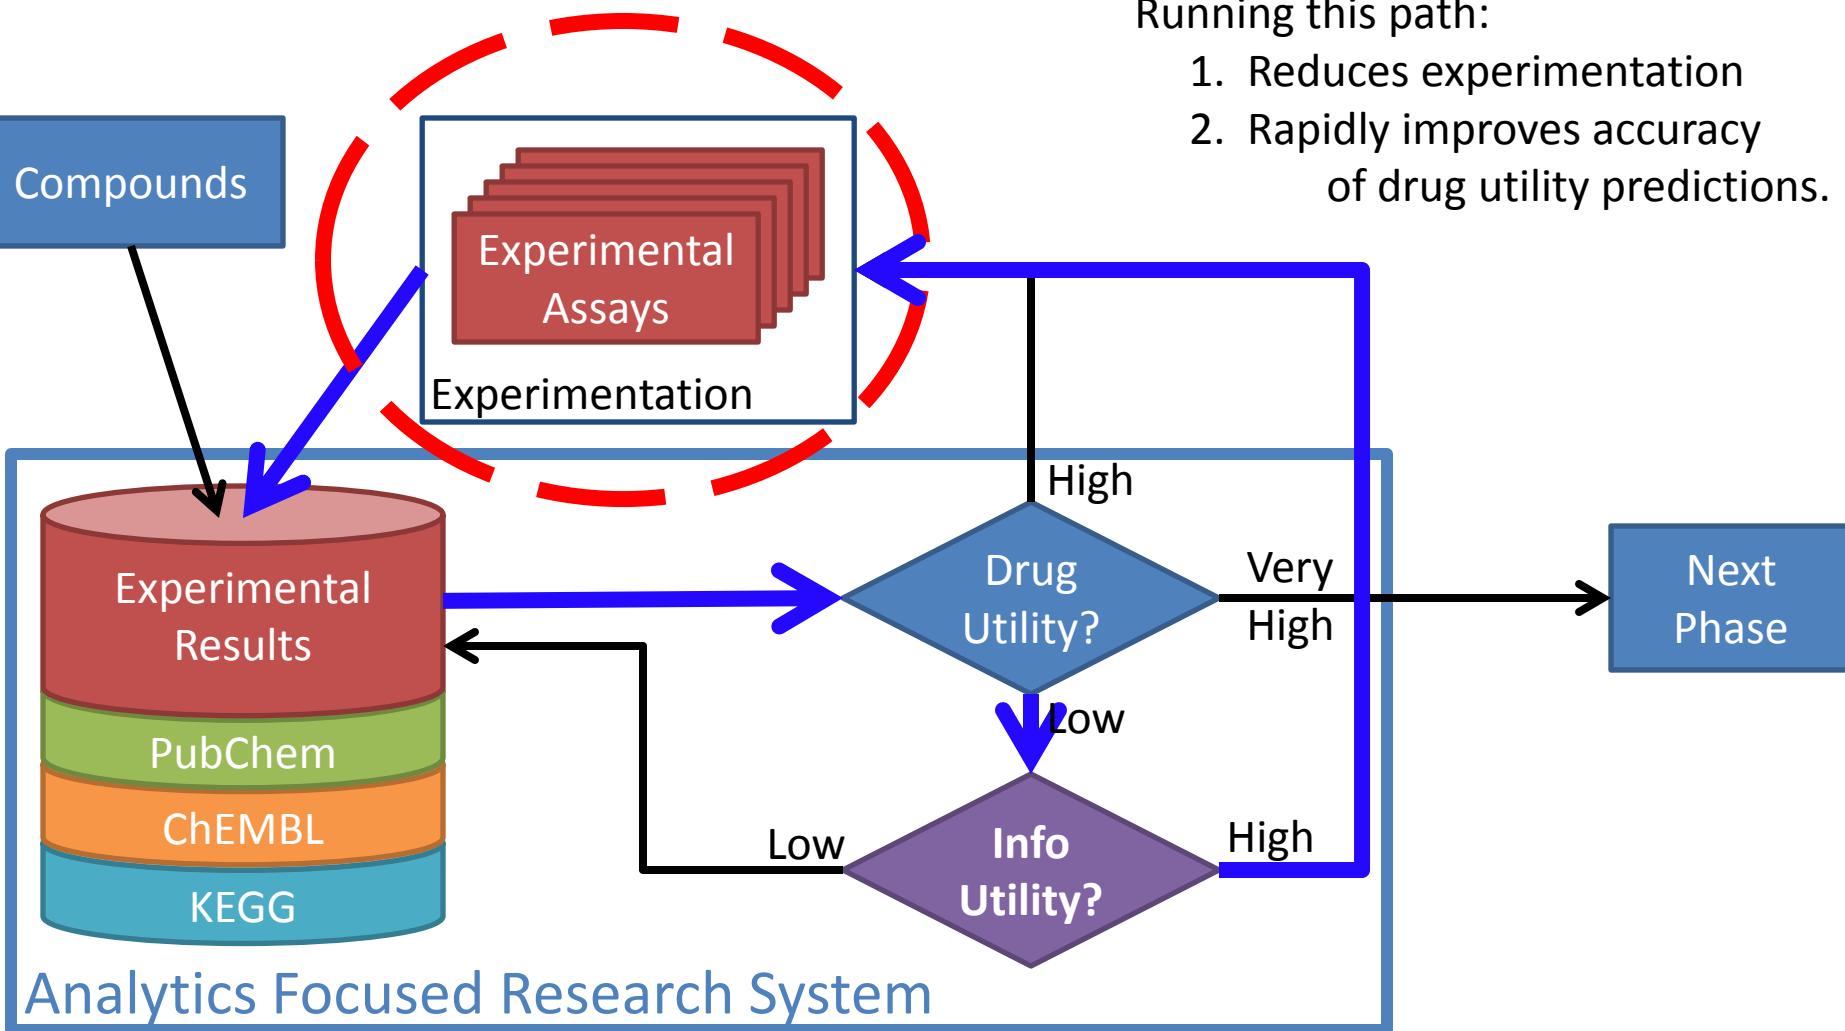 Running this path:
1. Reduces experimentation
2. Rapidly improves accuracy
of drug utility predictions.
Compounds
Experimental
Assays
Experimentation
High
Drug
Utility?
Very
High
Next
Phase
Experimental
Results
Low
PubChem
ChEMBL
KEGG
Low
Info
Utility?
High
Analytics Focused Research System